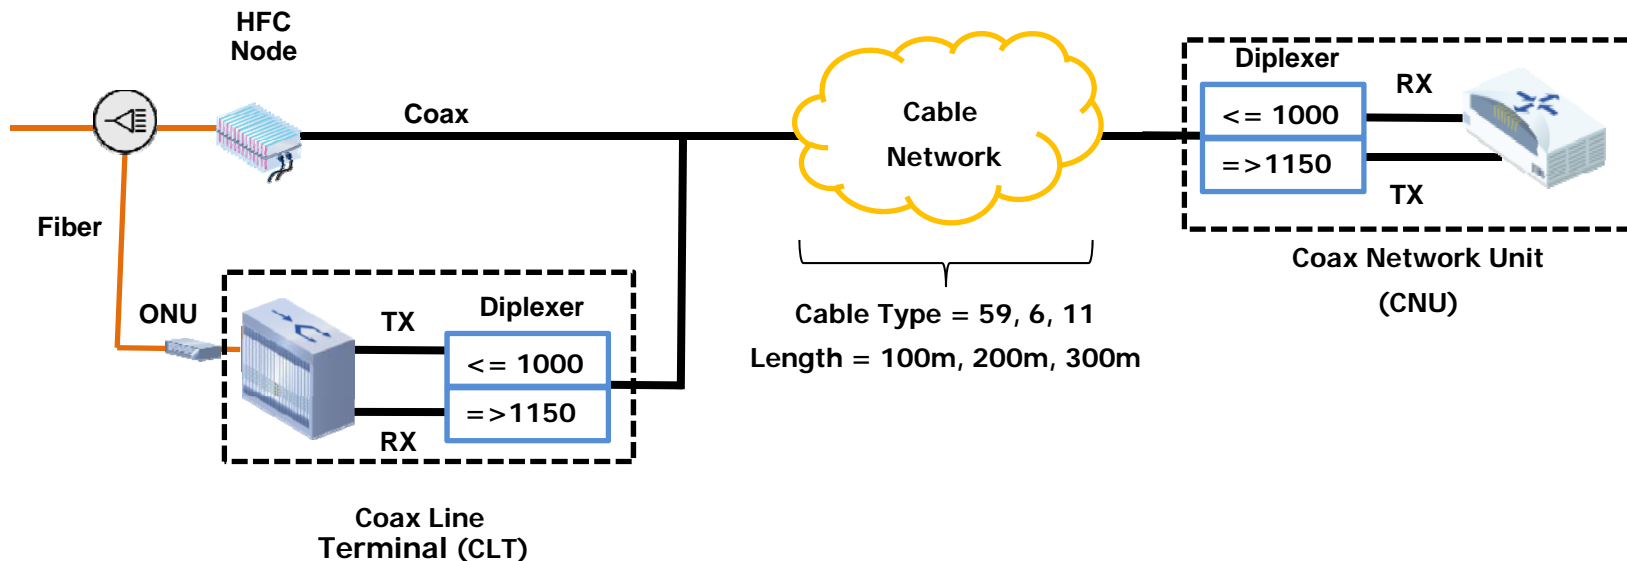 HFC
Node
Coax
Fiber
ONU
TX
RX
Diplexer
<= 1000
=>1150
Coax Line
Terminal (CLT)
Cable
Network
Cable Type = 59, 6, 11
Length = 100m, 200m, 300m
Diplexer
<= 1000
=>1150
RX
TX
Coax Network Unit
(CNU)